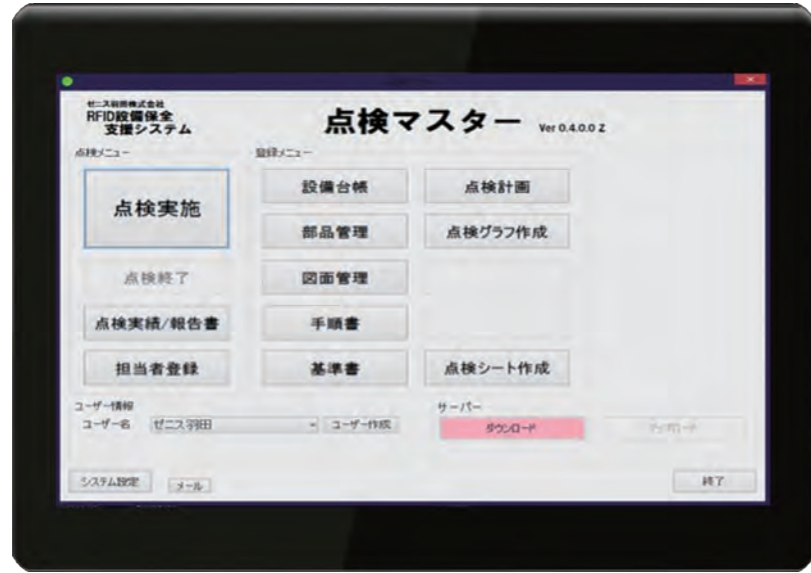 ゼニス羽田株式会社
RFID設備保全
支援システム
点検マスター Ver 0.4.0.0 Z
点検メニュー
登録メニュー
点検実施
設備台帳
点検計画
部品管理
点検グラフ作成
点検終了
図面管理
点検実績/報告書
手順書
担当者登録
基準書
点検シート作成
ユーザー情報
サーバー
ユーザー名 ゼニス羽田 ユーザー作成
ダウンロード
アップロード
システム設定
メール
終了